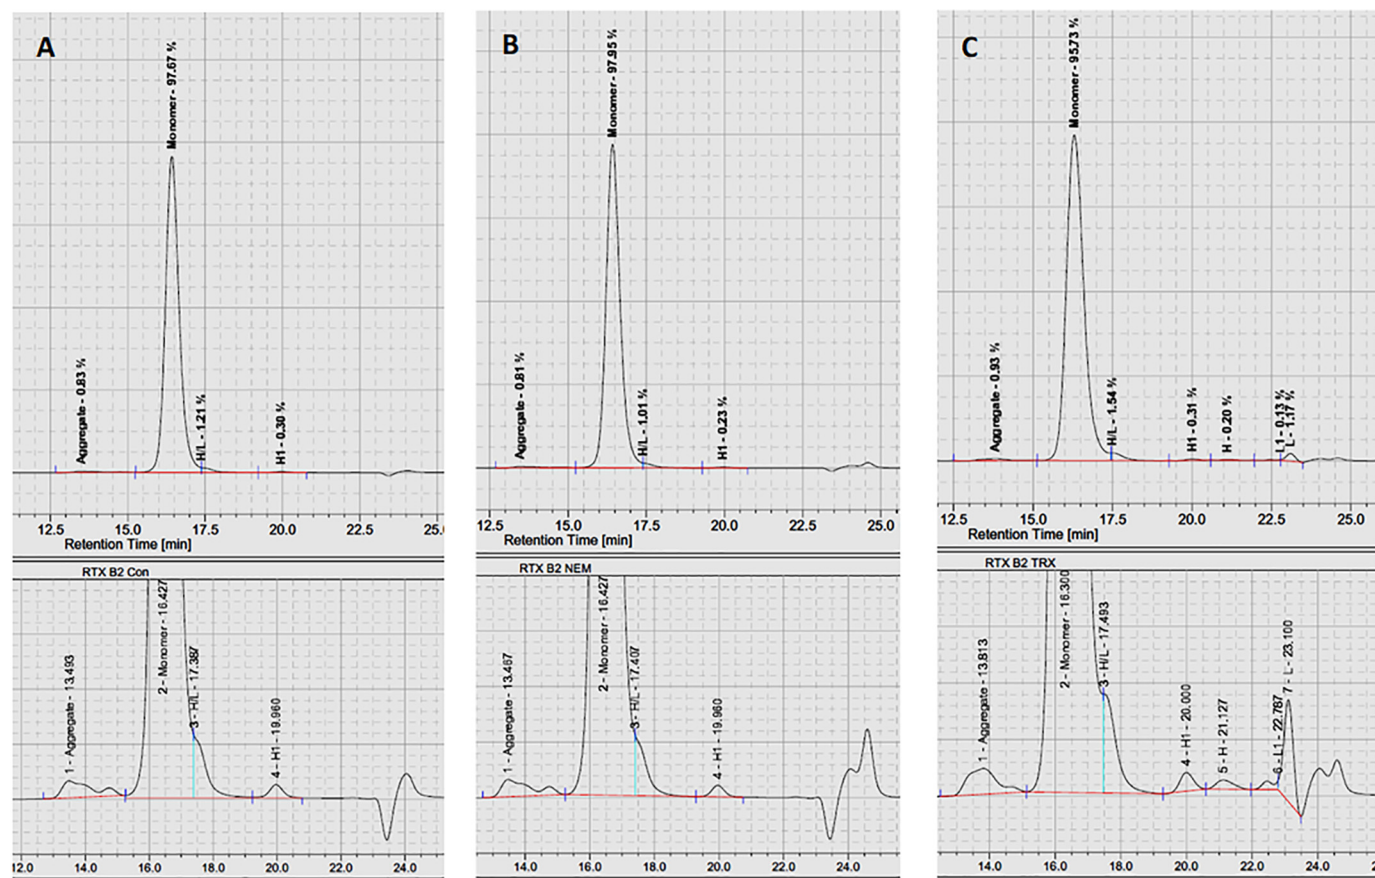 A
Monomer - 97.67 %
Aggregate - 0.83 %
H/L - 1.21 %
H1 - 0.30 %
12.5 15.0 17.5 20.0 22.5 25.
Retention Time [min]
RTX B2 Con
1 - Aggregate - 13.493
2 - Monomer - 16.427
3 - H/L - 17.387
4 - H1 - 19.960
12.0 14.0 16.0 18.0 20.0 22.0 24.0
B
Monomer - 97.95 %
Aggregate - 0.81 %
H/L - 1.01 %
H1 - 0.23 %
12.5 15.0 17.5 20.0 22.5 25.0
Retention Time [min]
RTX B2 NEM
1 - Aggregate - 13.467
2 - Monomer - 16.427
3 - H/L - 17.407
4 - H1 - 19.960
14.0 16.0 18.0 20.0 22.0 24.0
C
Monomer - 95.73 %
Aggregate - 0.93 %
H/L - 1.54 %
H1 - 0.31 %
H - 0.20 %
L1 - 0.13 %
L - 1.17 %
12.5 15.0 17.5 20.0 22.5 25.0
Retention Time [min]
RTX B2 TRX
1 - Aggregate - 13.813
2 - Monomer - 16.300
3 - H/L - 17.493
4 - H1 - 20.000
5 - H - 21.127
6 - L1 - 22.787
7 - L - 23.100
14.0 16.0 18.0 20.0 22.0 24.0 2